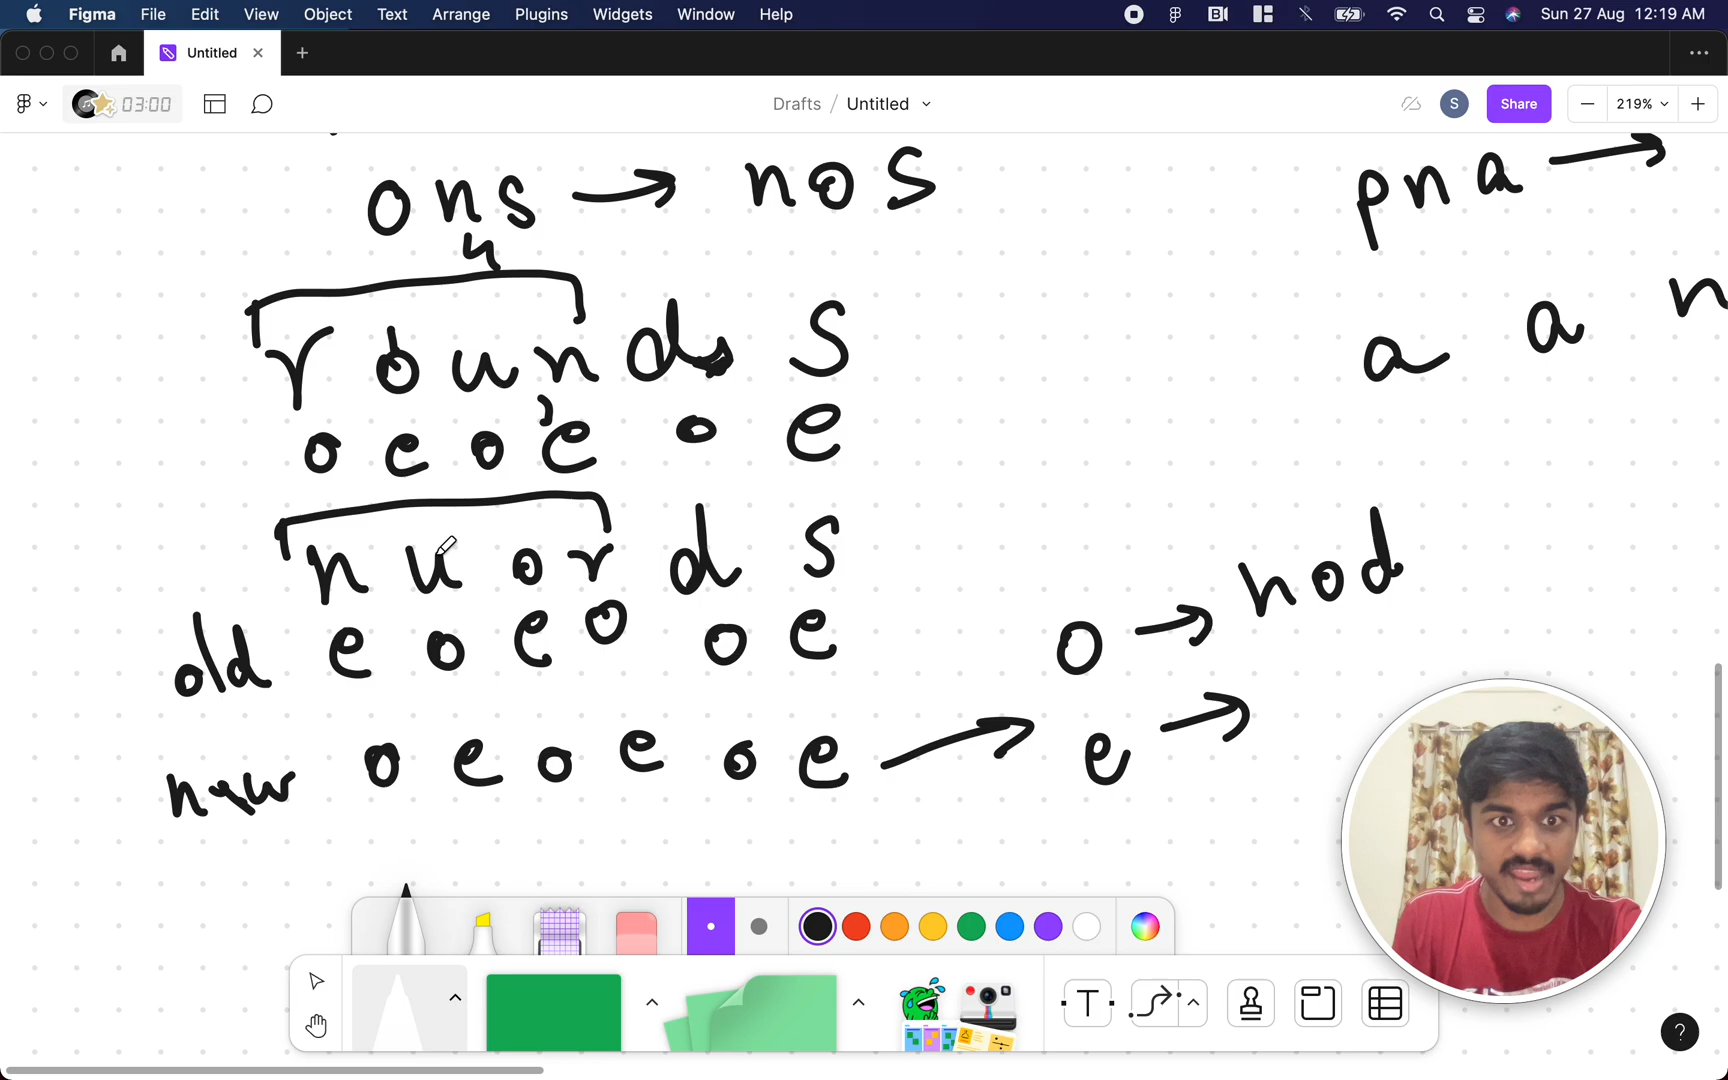 Figma File Edit View Object Text Arrange Plugins Widgets Window Help Sun 27 Aug 12:19 AM
Untitled
03:00 Drafts / Untitled S Share 219%
ons → nos
pna →
4
a a n
r o u n d s S
o e o e o e
n u o r d s
o → nod
old e o e o o e
e →
new o e o e o e →
T
?